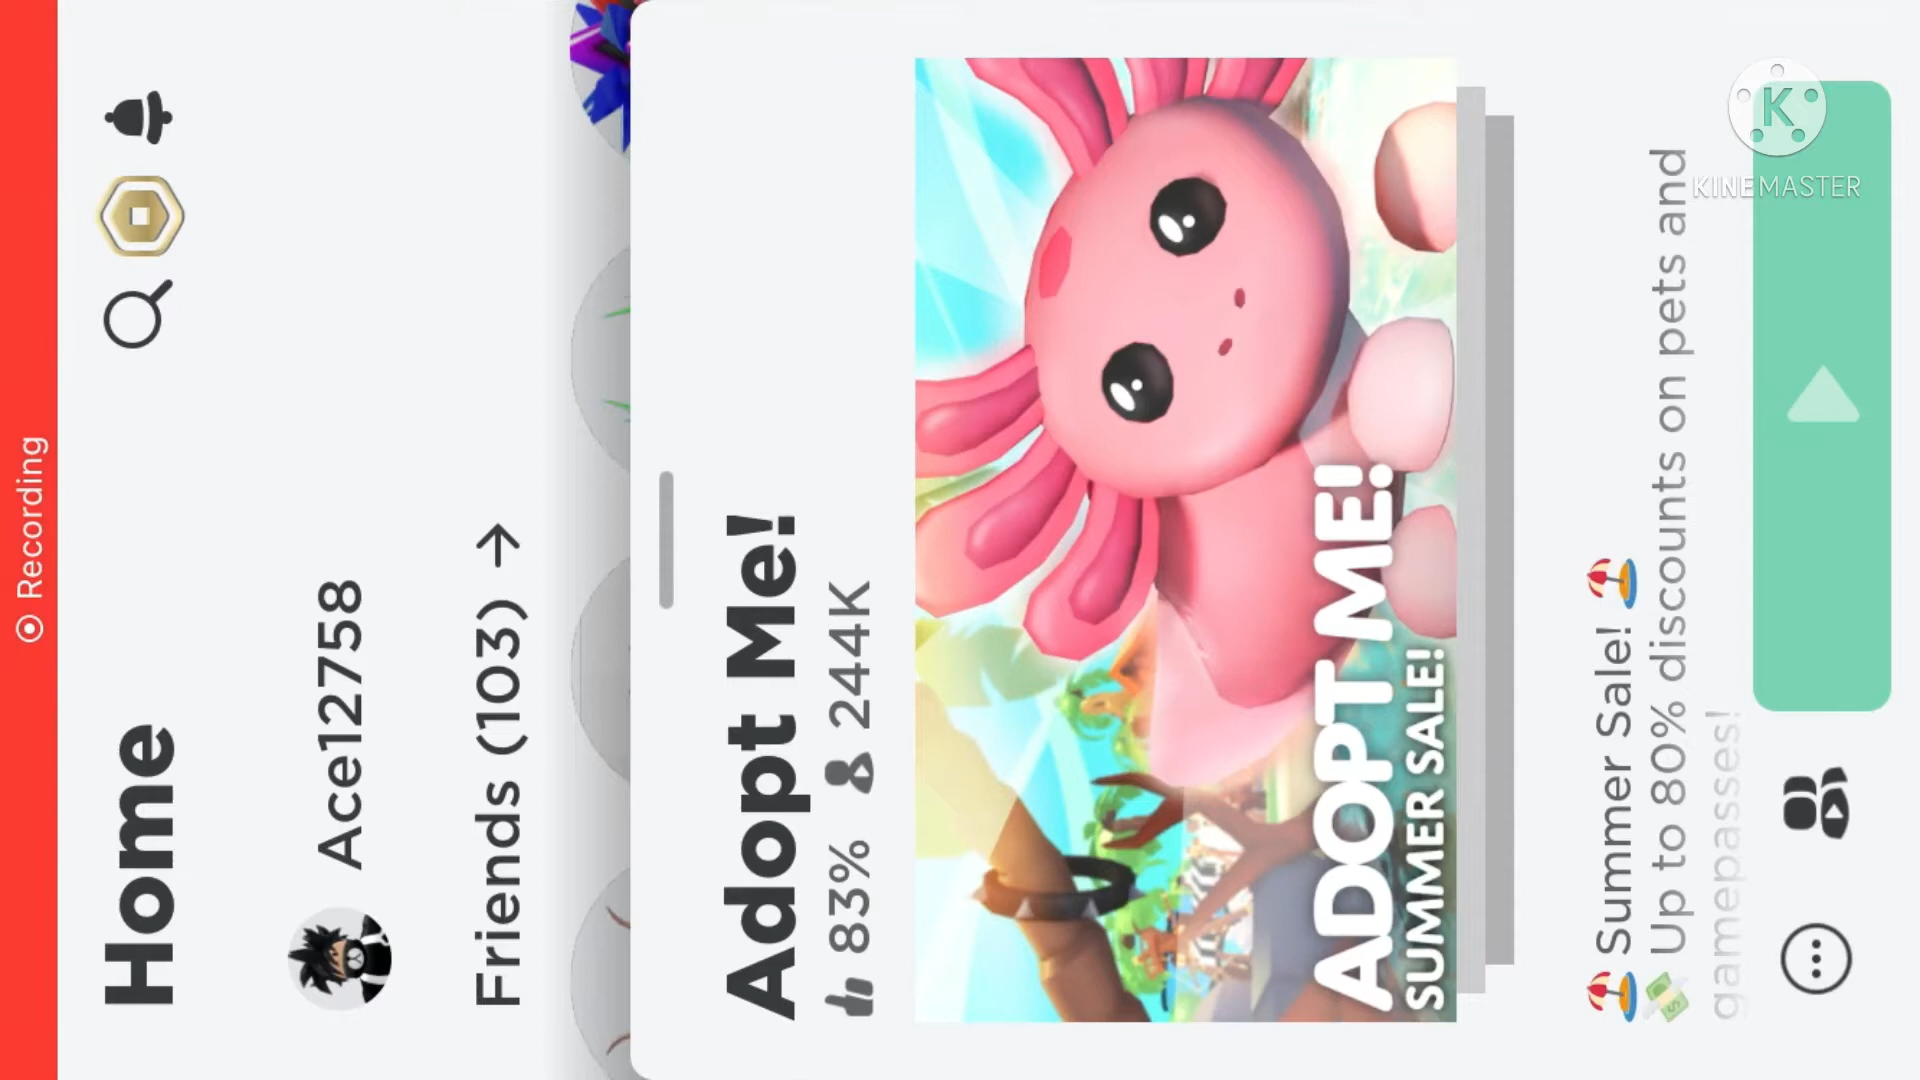 Recording
Home
Ace12758
Friends (103) →
Adopt Me!
83% 244K
ADOPT ME!
SUMMER SALE!
Summer Sale!
Up to 80% discounts on pets and
gamepasses!
K
KINEMASTER